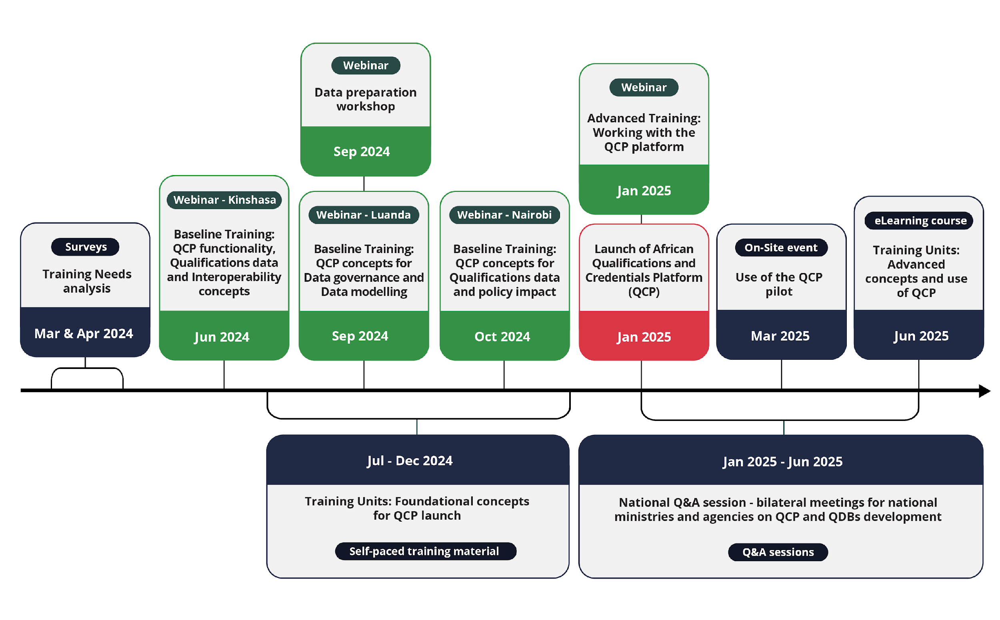 Webinar
Data preparation
workshop
Sep 2024
Webinar
Advanced Training:
Working with the
QCP platform
Jan 2025
Surveys
Training Needs
analysis
Mar & Apr 2024
Webinar - Kinshasa
Baseline Training:
QCP functionality,
Qualifications data
and Interoperability
concepts
Jun 2024
Webinar - Luanda
Baseline Training:
QCP concepts for
Data governance and
Data modelling
Sep 2024
Webinar - Nairobi
Baseline Training:
QCP concepts for
Qualifications data
and policy impact
Oct 2024
Launch of African
Qualifications and
Credentials Platform
(QCP)
Jan 2025
On-Site event
Use of the QCP
pilot
Mar 2025
eLearning course
Training Units:
Advanced
concepts and use
of QCP
Jun 2025
Jul - Dec 2024
Training Units: Foundational concepts
for QCP launch
Self-paced training material
Jan 2025 - Jun 2025
National Q&A session - bilateral meetings for national
ministries and agencies on QCP and QDBs development
Q&A sessions